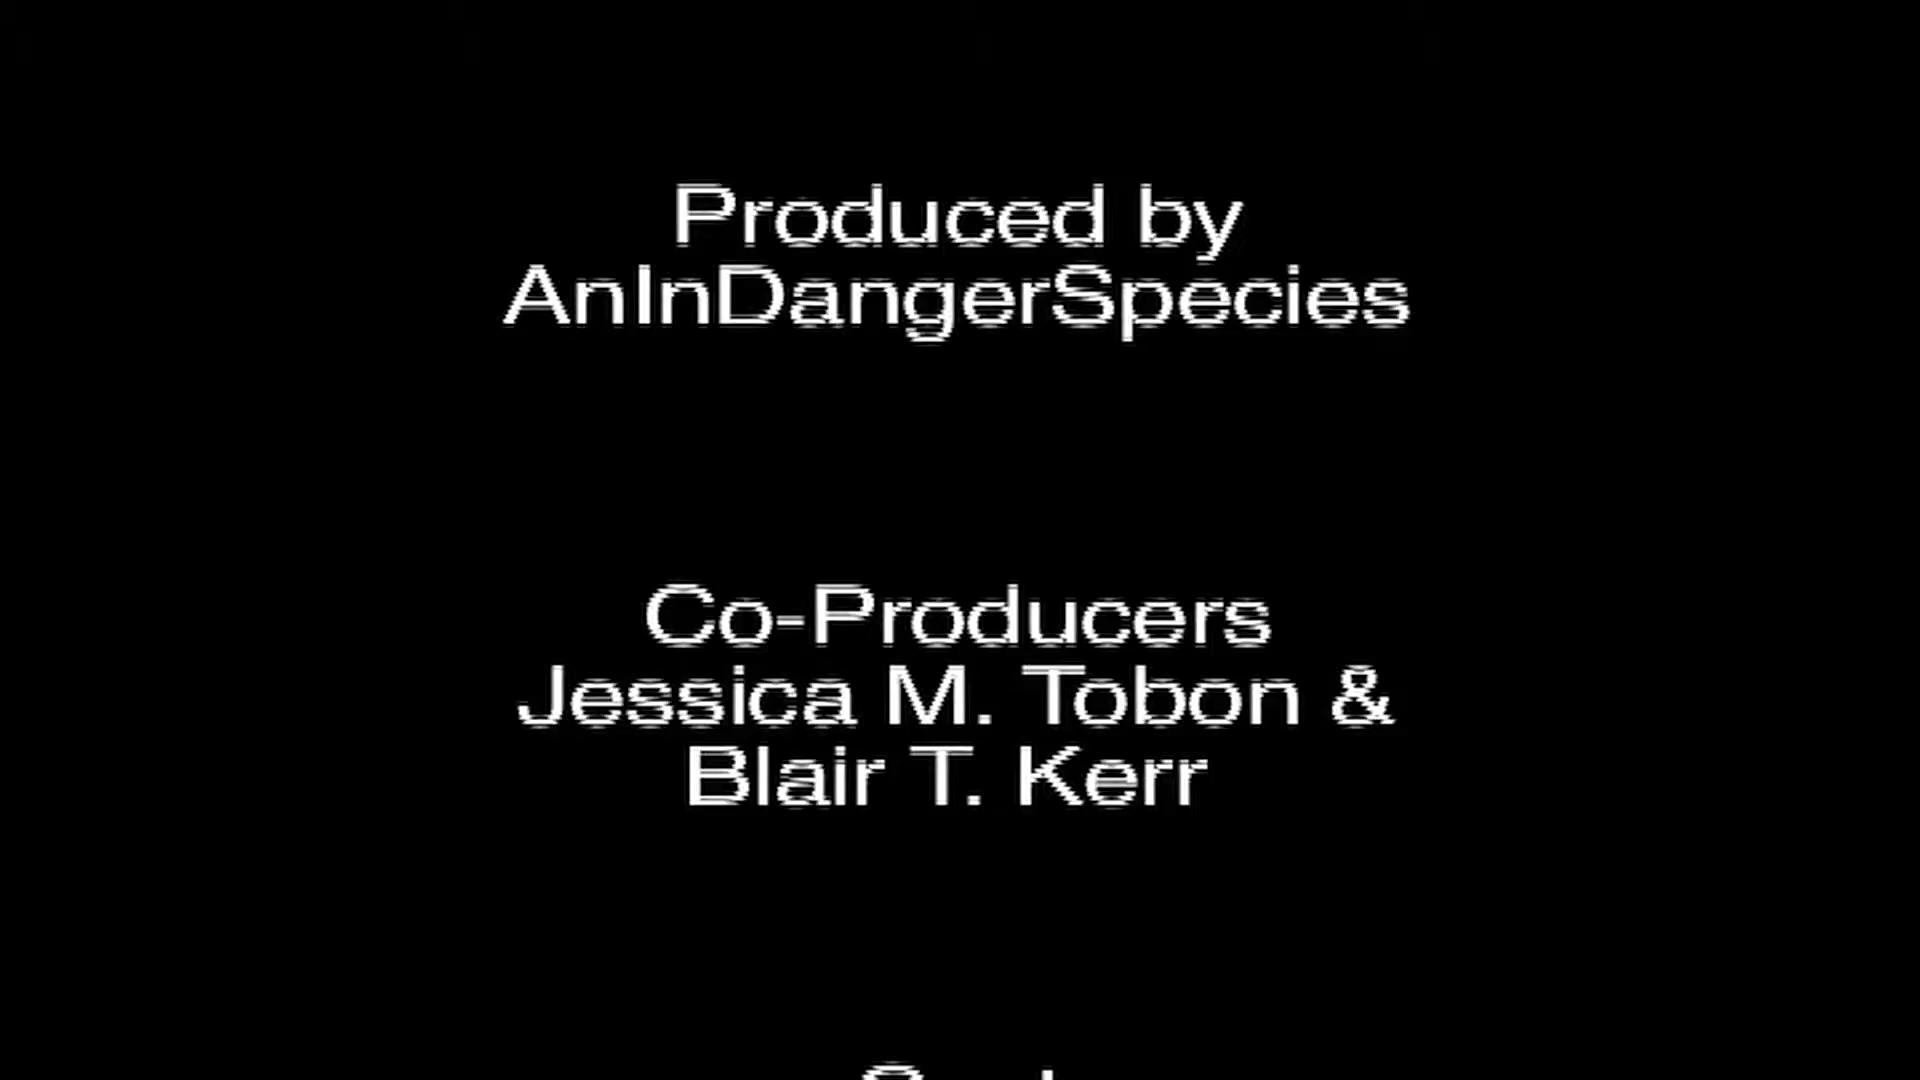 Produced by
AnInDangerSpecies
Co-Producers
Jessica M. Tobon &
Blair T. Kerr